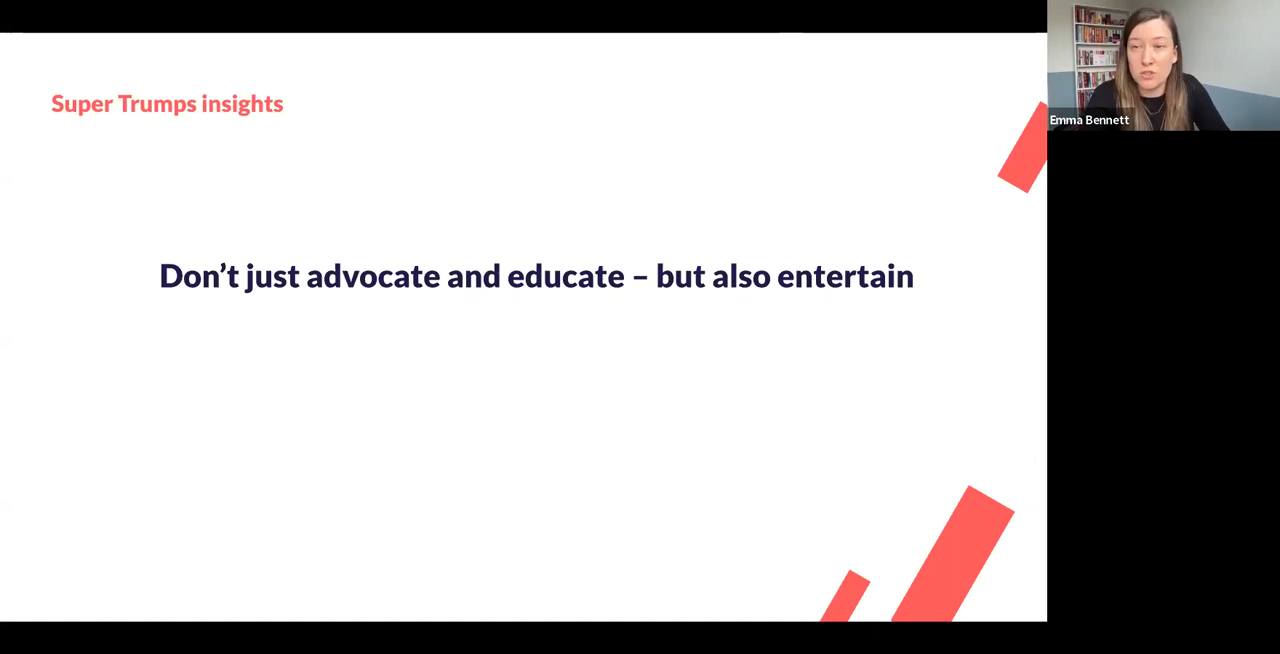 Super Trumps insights
Don’t just advocate and educate – but also entertain
Emma Bennett